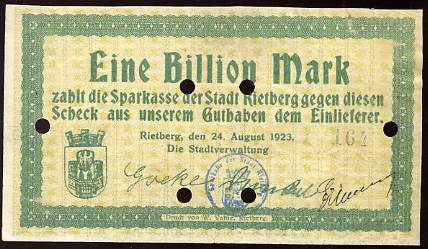 Eine Billion Mark
zahlt die Sparkasse der Stadt Rietberg gegen diesen
Scheck aus unserem Guthaben dem Einlieferer.
Rietberg, den 24. August 1923.
164
Die Stadtverwaltung
Druck von W. Vahle, Rietberg.